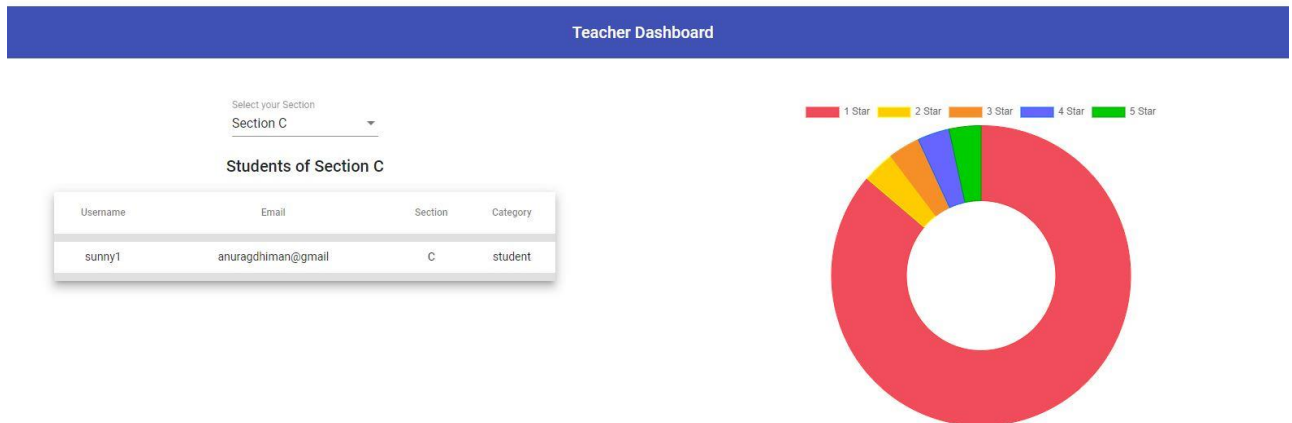 Teacher Dashboard
Select your Section
Section C
Students of Section C
Username Email Section Category
sunny1 anuragdhiman@gmail C student
1 Star 2 Star 3 Star 4 Star 5 Star